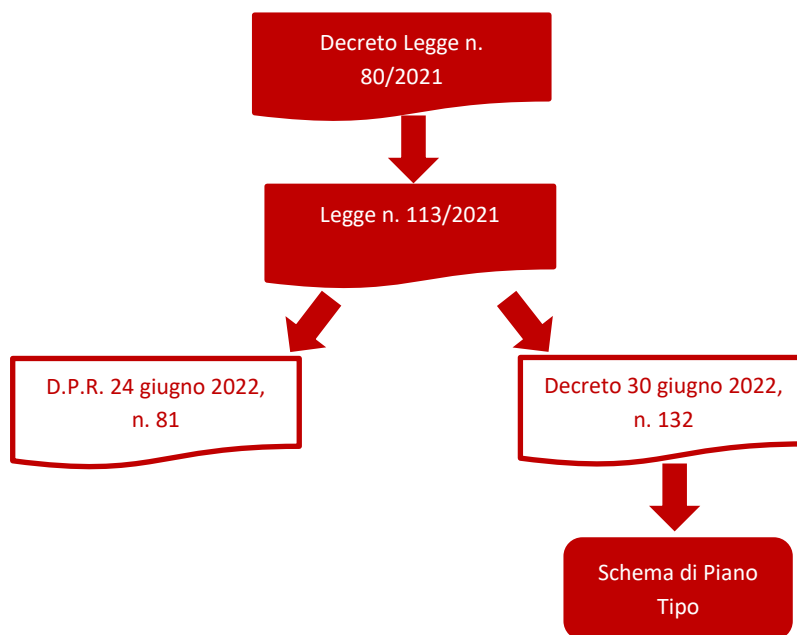 Decreto Legge n.
80/2021
Legge n. 113/2021
D.P.R. 24 giugno 2022,
n. 81
Decreto 30 giugno 2022,
n. 132
Schema di Piano
Tipo